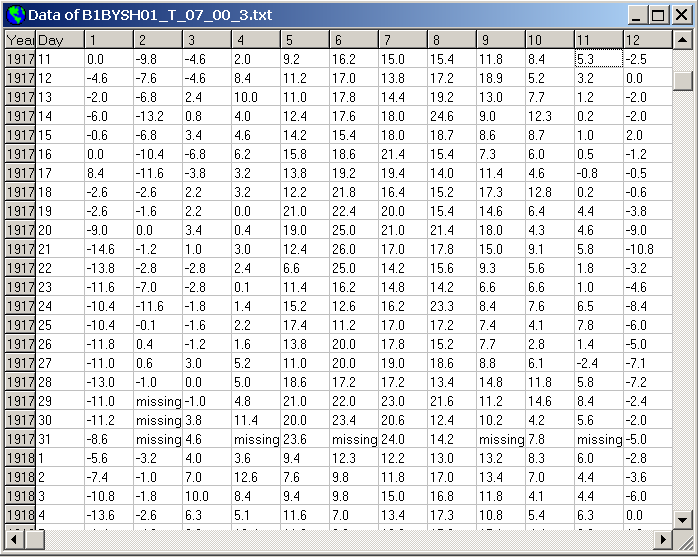 Data of B1BYSH01_T_07_00_3.txt
Year Day 1 2 3 4 5 6 7 8 9 10 11 12
1917 11 0.0 -9.8 -4.6 2.0 9.2 16.2 15.0 15.4 11.8 8.4 5.3 -2.5
1917 12 -4.6 -7.6 -4.6 8.4 11.2 17.0 13.8 17.2 18.9 5.2 3.2 0.0
1917 13 -2.0 -6.8 2.4 10.0 11.0 17.8 14.4 19.2 13.0 7.7 1.2 -2.0
1917 14 -6.0 -13.2 0.8 4.0 12.4 17.6 18.0 24.6 9.0 12.3 0.2 -2.0
1917 15 -0.6 -6.8 3.4 4.6 14.2 15.4 18.0 18.7 8.6 8.7 1.0 2.0
1917 16 0.0 -10.4 -6.8 6.2 15.8 18.6 21.4 15.4 7.3 6.0 0.5 -1.2
1917 17 8.4 -11.6 -3.8 3.2 13.8 19.2 19.4 14.0 11.4 4.6 -0.8 -0.5
1917 18 -2.6 -2.6 2.2 3.2 12.2 21.8 16.4 15.2 17.3 12.8 0.2 -0.6
1917 19 -2.6 -1.6 2.2 0.0 21.0 22.4 20.0 15.4 14.6 6.4 4.4 -3.8
1917 20 -9.0 0.0 3.4 0.4 19.0 25.0 21.0 21.4 18.0 4.3 4.6 -9.0
1917 21 -14.6 -1.2 1.0 3.0 12.4 26.0 17.0 17.8 15.0 9.1 5.8 -10.8
1917 22 -13.8 -2.8 -2.8 2.4 6.6 25.0 14.2 15.6 9.3 5.6 1.8 -3.2
1917 23 -11.6 -7.0 -2.8 0.1 11.4 16.2 14.8 14.2 6.6 6.6 1.0 -4.6
1917 24 -10.4 -11.6 -1.8 1.4 15.2 12.6 16.2 23.3 8.4 7.6 6.5 -8.4
1917 25 -10.4 -0.1 -1.6 2.2 17.4 11.2 17.0 17.2 7.4 4.1 7.8 -6.0
1917 26 -11.8 0.4 -1.2 1.6 13.8 20.0 17.8 15.2 7.7 2.8 1.4 -5.0
1917 27 -11.0 0.6 3.0 5.2 11.0 20.0 19.0 18.6 8.8 6.1 -2.4 -7.1
1917 28 -13.0 -1.0 0.0 5.0 18.6 17.2 17.2 13.4 14.8 11.8 5.8 -7.2
1917 29 -11.0 missing -1.0 4.8 21.0 22.0 23.0 21.6 11.2 14.6 8.4 -2.4
1917 30 -11.2 missing 3.8 11.4 20.0 23.4 20.6 12.4 10.2 4.2 5.6 -2.0
1917 31 -8.6 missing 4.6 missing 23.6 missing 24.0 14.2 missing 7.8 missing -5.0
1918 1 -5.6 -3.2 4.0 3.6 9.4 12.3 12.2 13.0 13.2 8.3 6.0 -2.8
1918 2 -7.4 -1.0 7.0 12.6 7.6 9.8 11.8 17.0 13.4 7.0 4.4 -3.6
1918 3 -10.8 -1.8 10.0 8.4 9.4 9.8 15.0 16.8 11.8 4.1 4.4 -6.0
1918 4 -13.6 -2.6 6.3 5.1 11.6 7.0 13.4 17.3 10.8 5.4 6.3 0.0